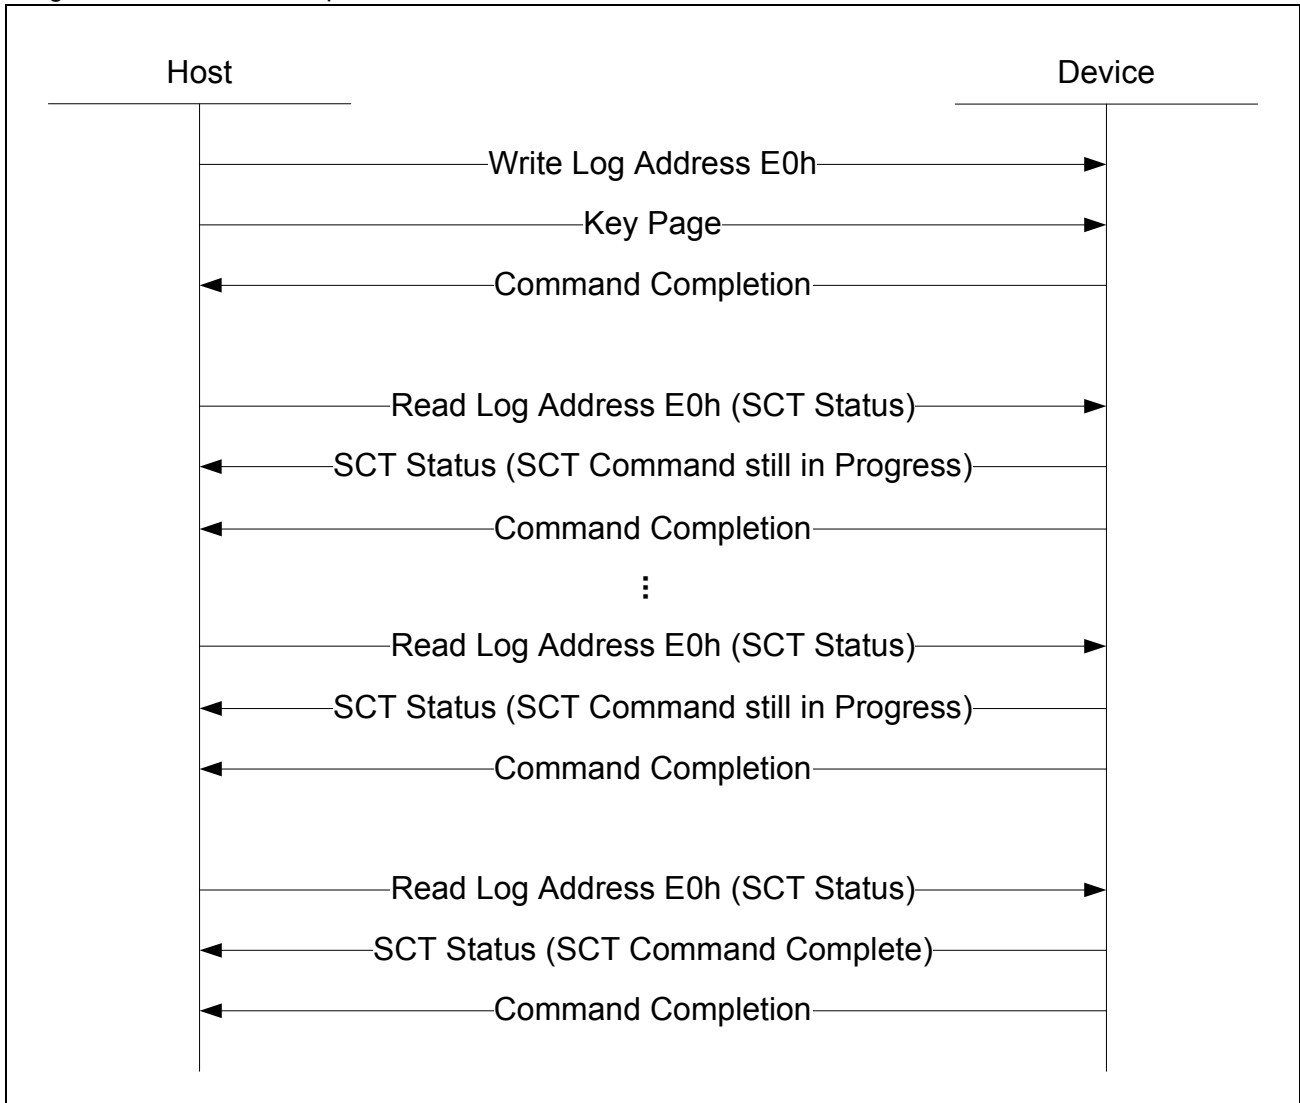 Host
Device
Write Log Address E0h
Key Page
Command Completion
Read Log Address E0h (SCT Status)
SCT Status (SCT Command still in Progress)
Command Completion
...
Read Log Address E0h (SCT Status)
SCT Status (SCT Command still in Progress)
Command Completion
Read Log Address E0h (SCT Status)
SCT Status (SCT Command Complete)
Command Completion